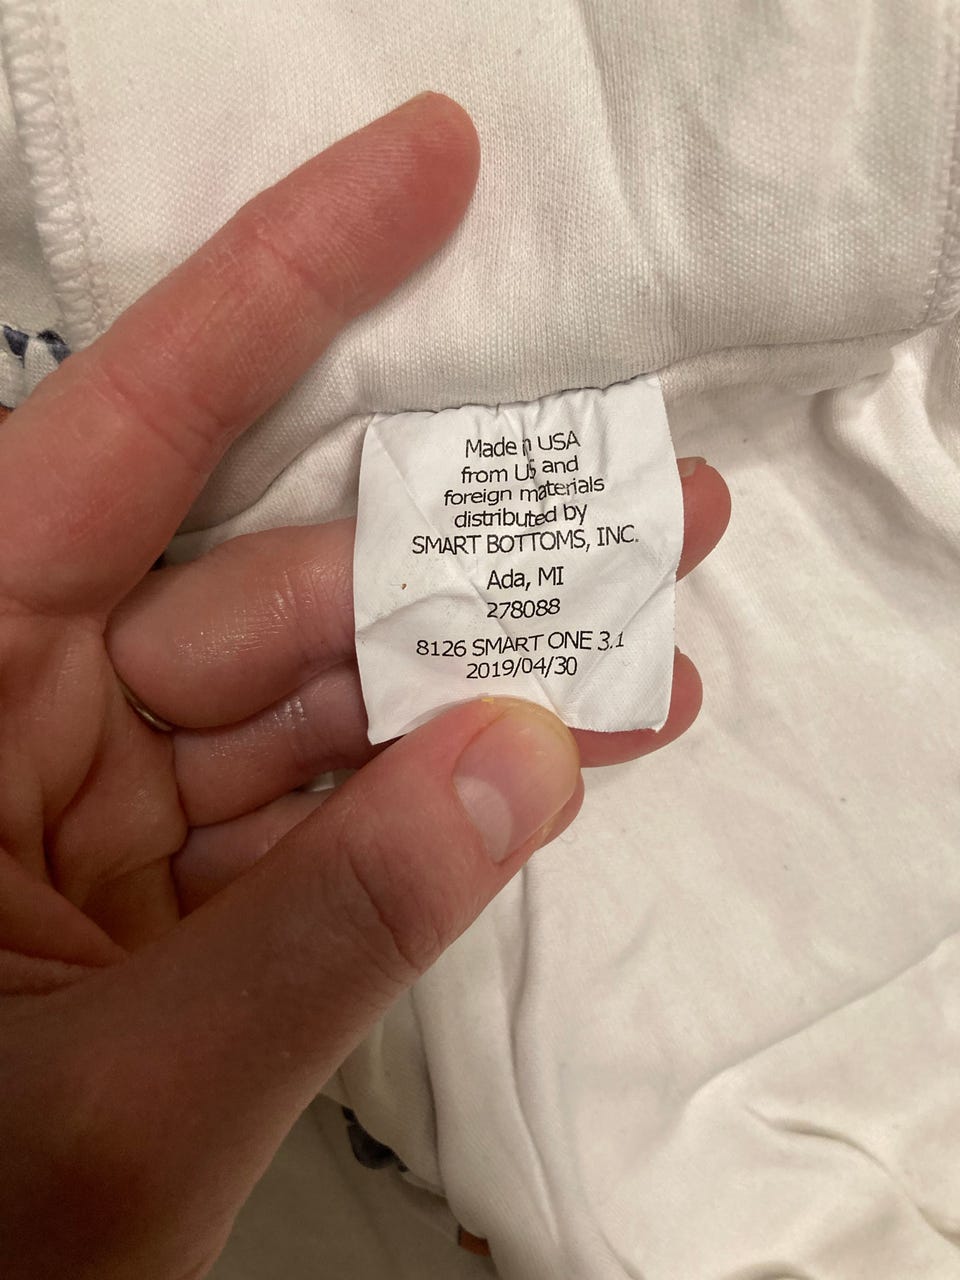 Made in USA
from US and
foreign materials
distributed by
SMART BOTTOMS, INC.
Ada, MI
278088
8126 SMART ONE 3.1
2019/04/30